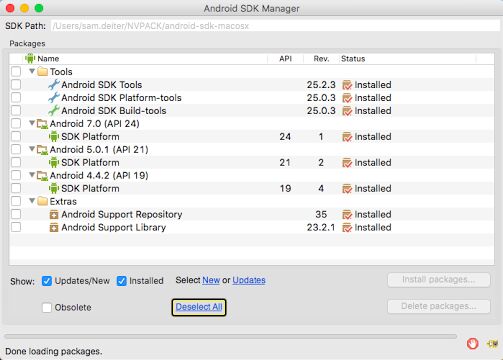 Android SDK Manager
SDK Path: /Users/sam.deiter/NVPACK/android-sdk-macosx
Packages
Name API Rev. Status
Tools
Android SDK Tools 25.2.3 Installed
Android SDK Platform-tools 25.0.3 Installed
Android SDK Build-tools 25.0.3 Installed
Android 7.0 (API 24)
SDK Platform 24 1 Installed
Android 5.0.1 (API 21)
SDK Platform 21 2 Installed
Android 4.4.2 (API 19)
SDK Platform 19 4 Installed
Extras
Android Support Repository 35 Installed
Android Support Library 23.2.1 Installed
Show: Updates/New Installed Select New or Updates Install packages...
Obsolete Deselect All Delete packages...
Done loading packages.